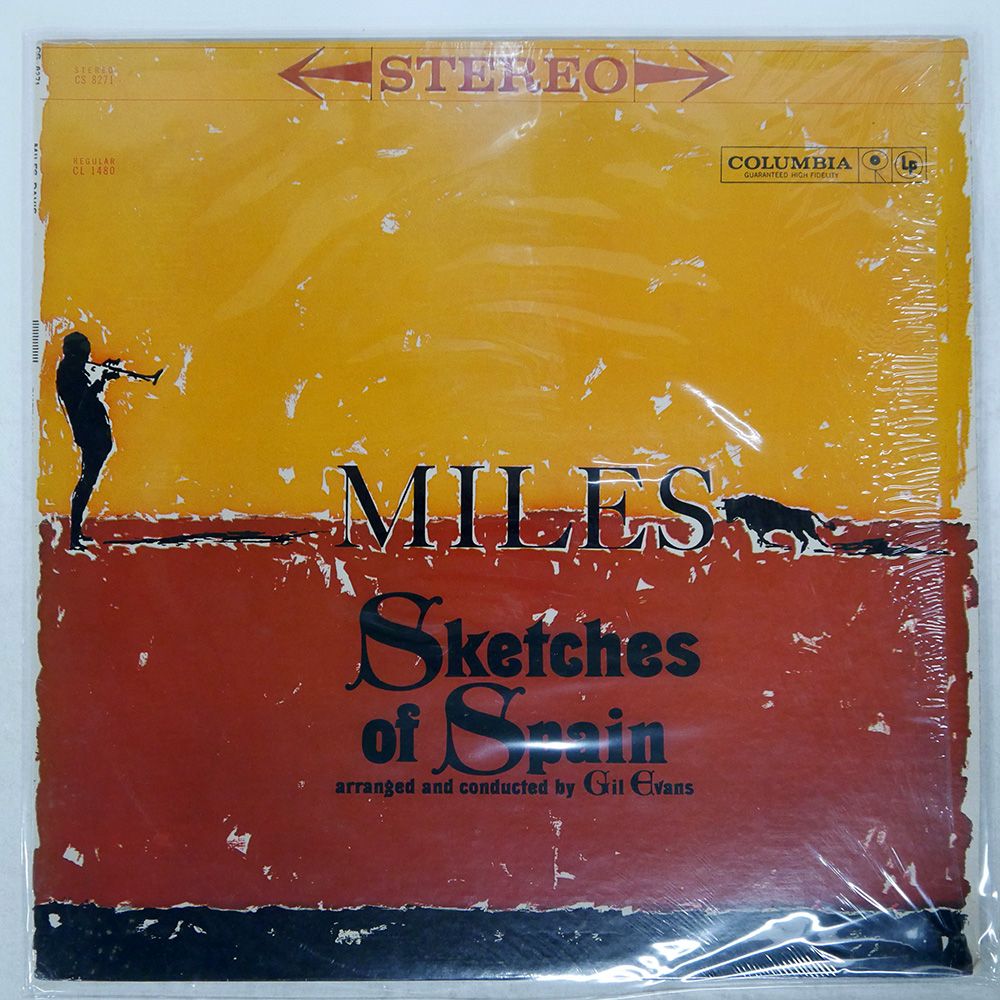 STEREO
CS 8271
STEREO
REGULAR
CL 1480
COLUMBIA
GUARANTEED HIGH FIDELITY
Lp
MILES
Sketches
of Spain
arranged and conducted by Gil Evans